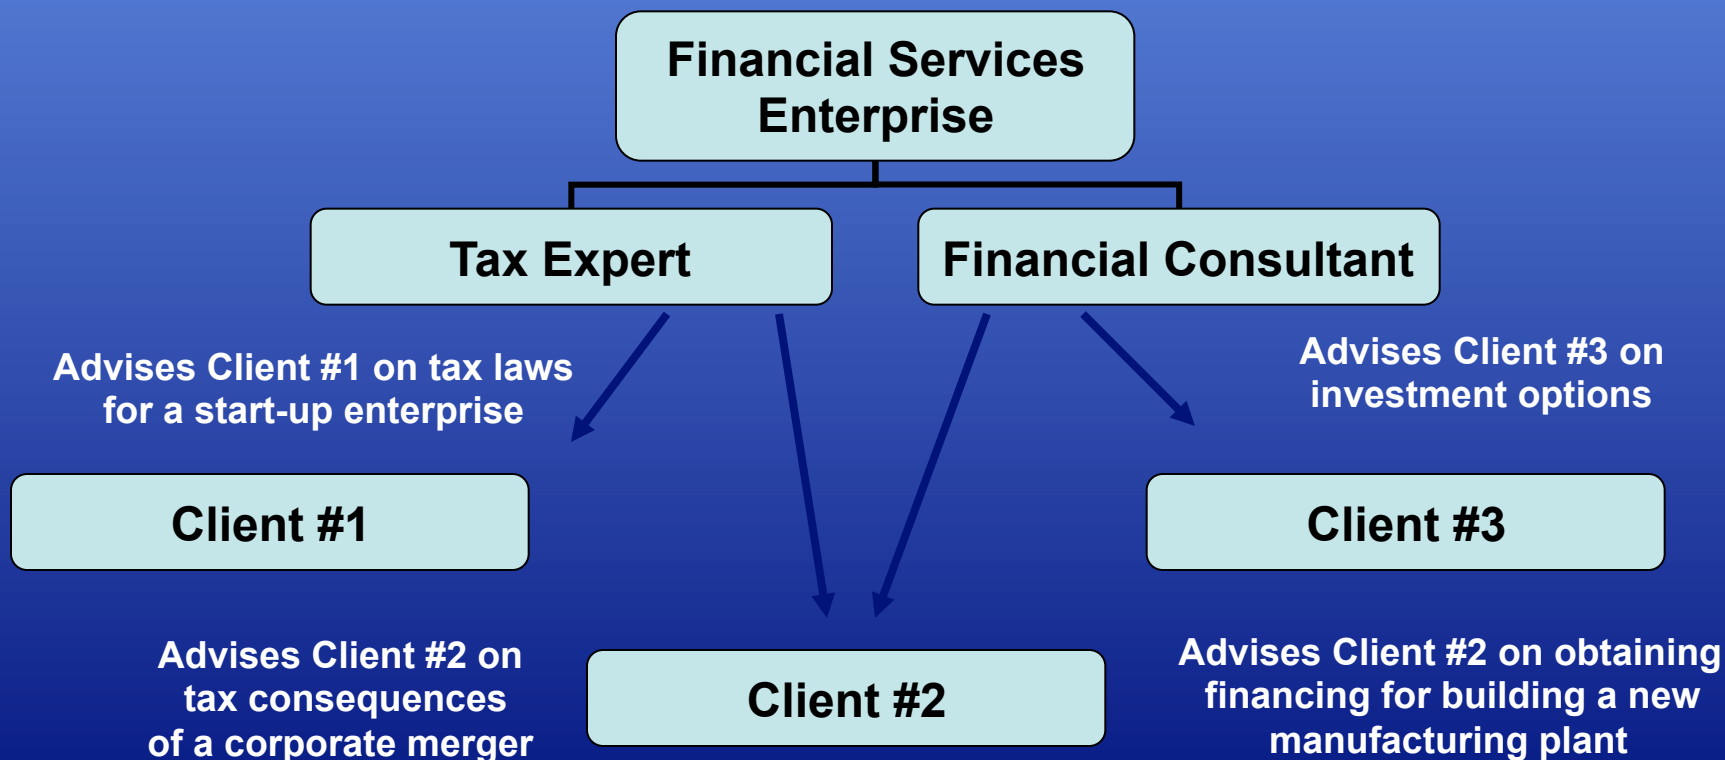 Financial Services
Enterprise
Tax Expert
Financial Consultant
Advises Client #1 on tax laws
for a start-up enterprise
Advises Client #3 on
investment options
Client #1
Client #3
Advises Client #2 on
tax consequences
of a corporate merger
Client #2
Advises Client #2 on obtaining
financing for building a new
manufacturing plant